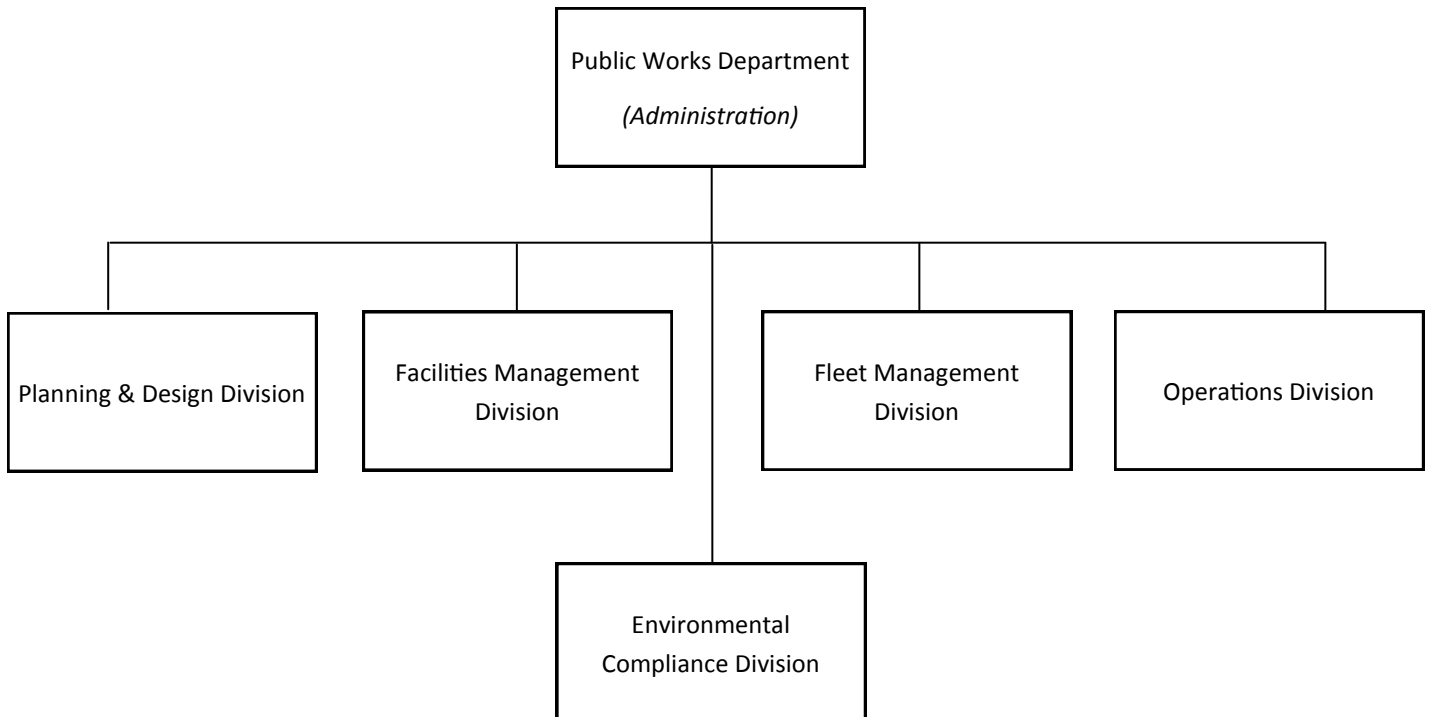 Public Works Department
(Administration)
Planning & Design Division
Facilities Management
Division
Fleet Management
Division
Operations Division
Environmental
Compliance Division